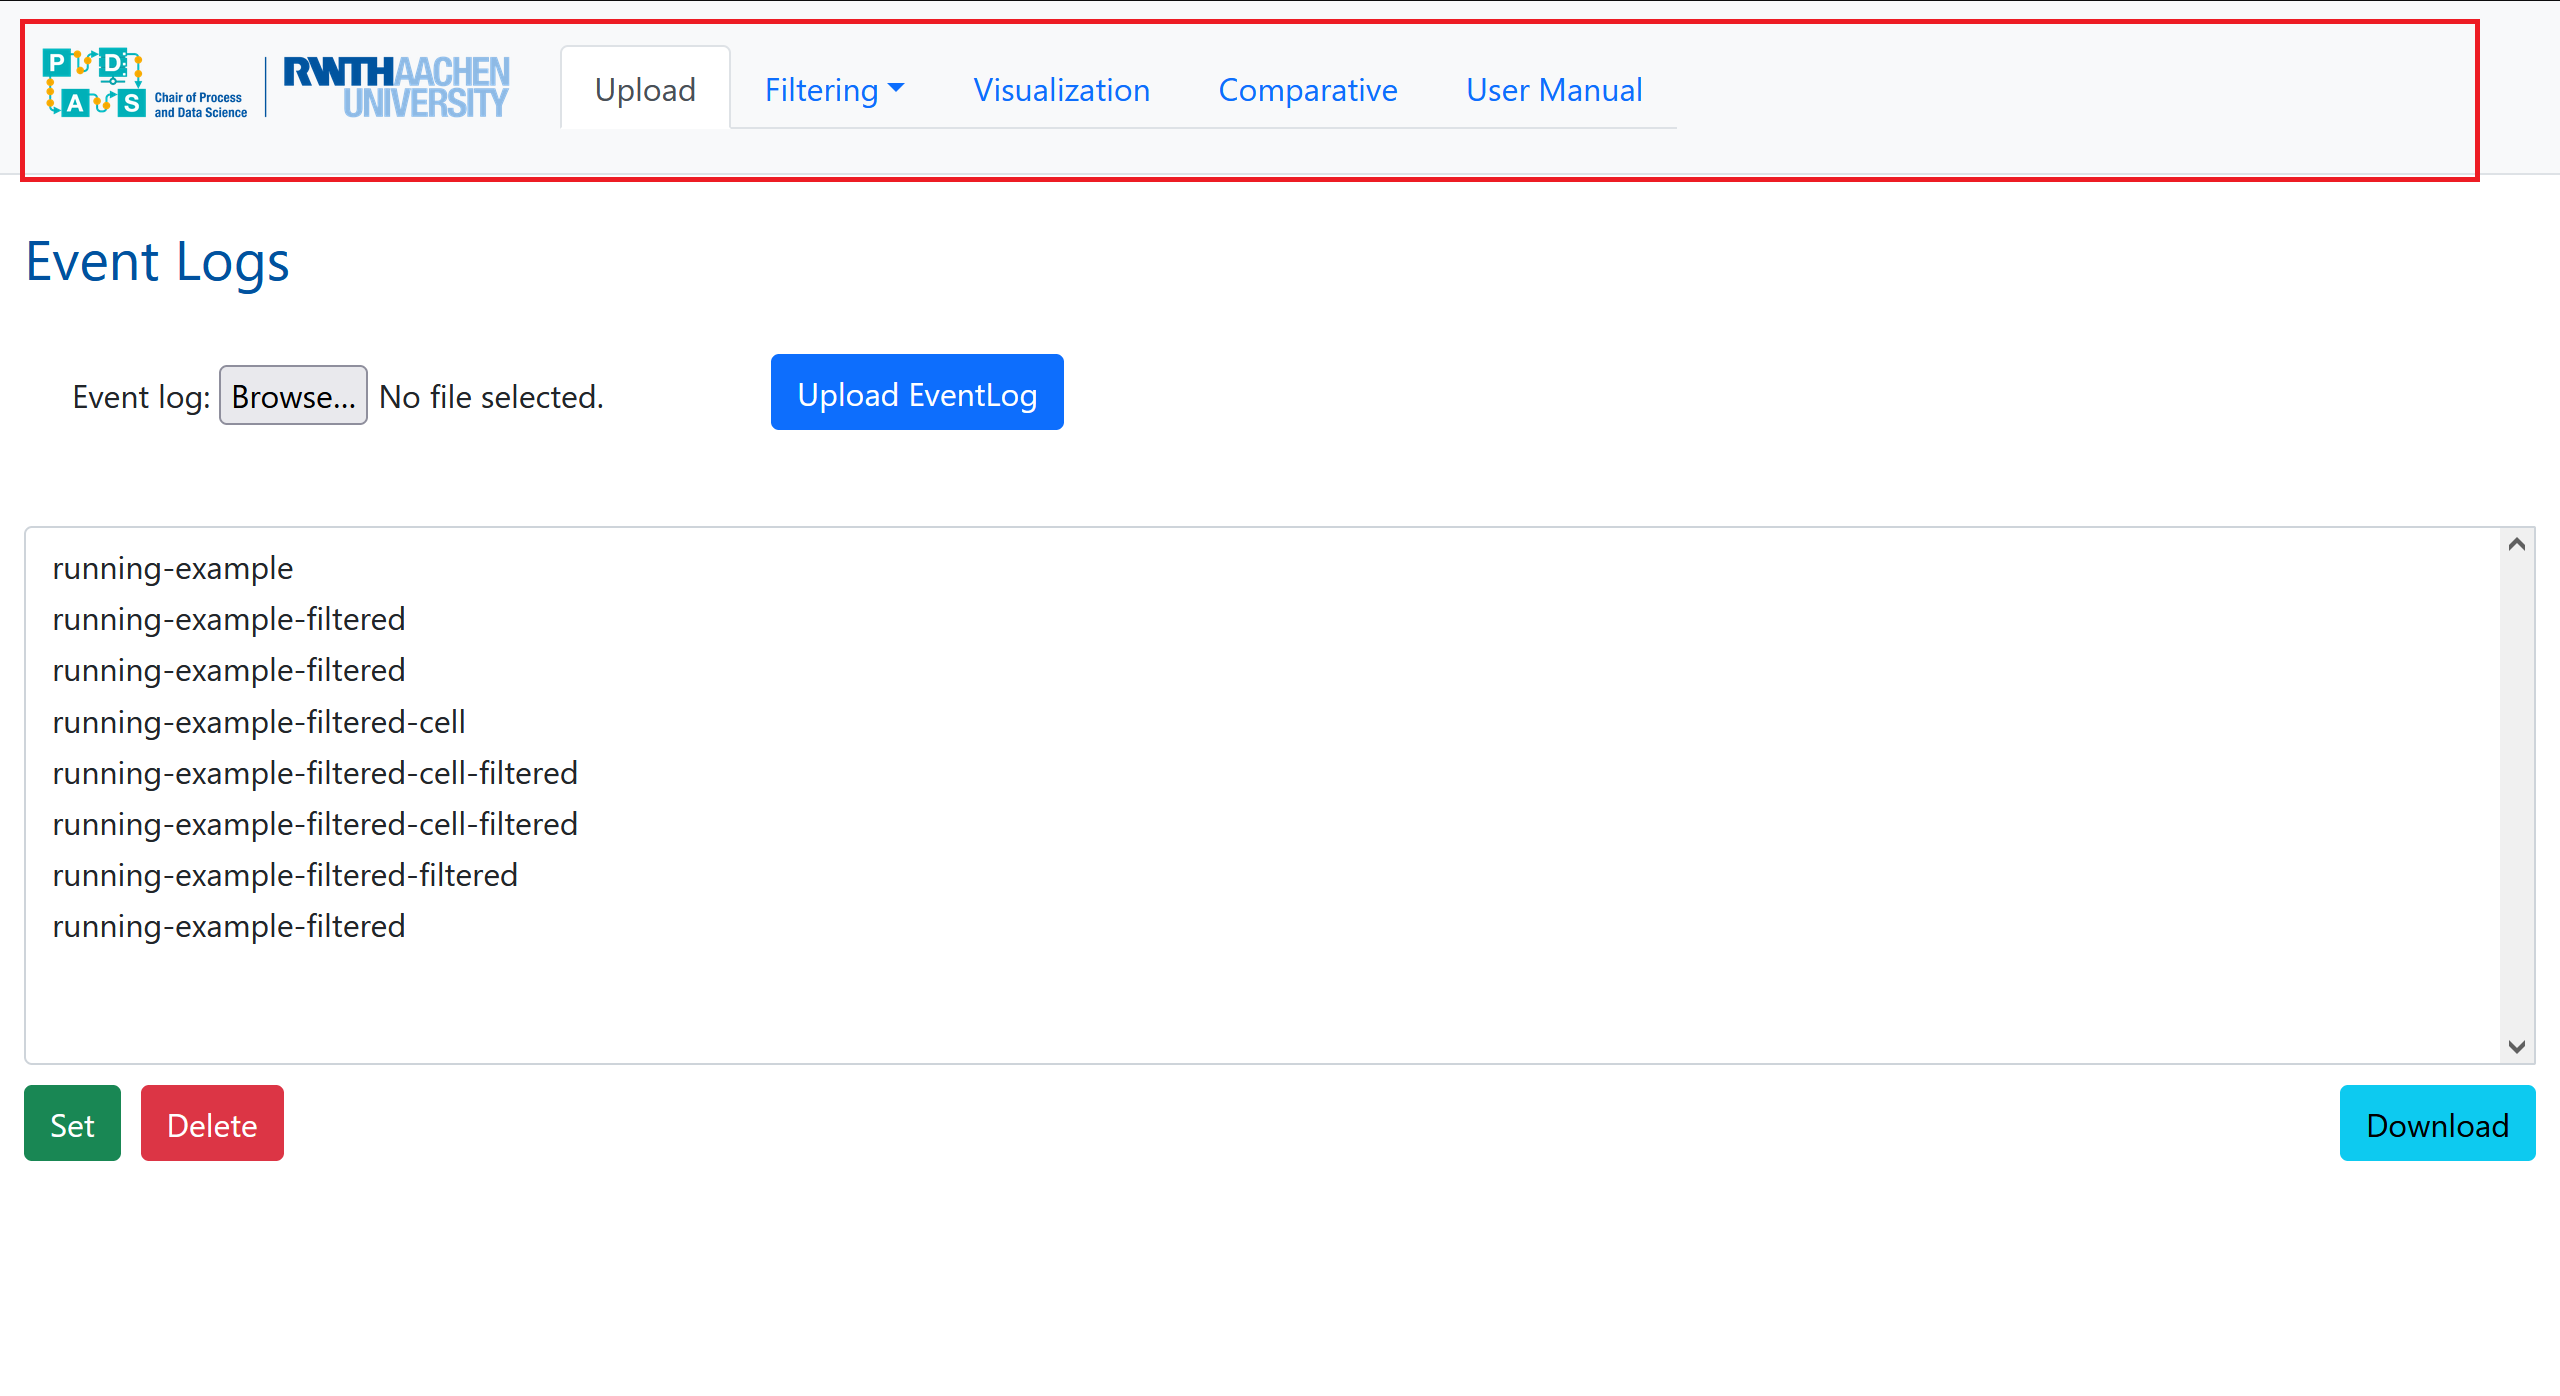 P D
A S
Chair of Process
and Data Science
RWTHAACHEN
UNIVERSITY
Upload Filtering Visualization Comparative User Manual
Event Logs
Event log: Browse... No file selected. Upload EventLog
running-example
running-example-filtered
running-example-filtered
running-example-filtered-cell
running-example-filtered-cell-filtered
running-example-filtered-cell-filtered
running-example-filtered-filtered
running-example-filtered
Set Delete Download